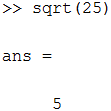 >> sqrt(25)
ans =
5